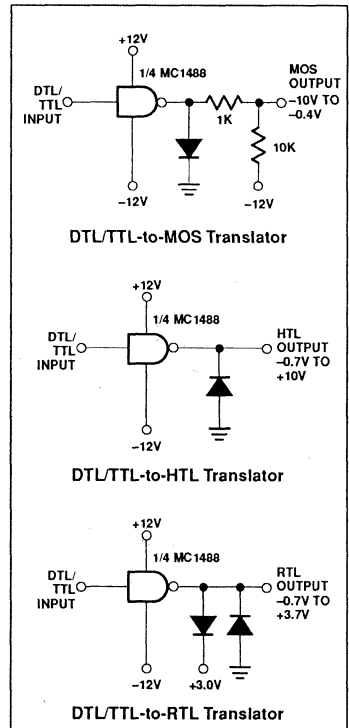 +12V
1/4 MC1488
DTL/
TTL
INPUT
MOS
OUTPUT
–10V TO
–0.4V
1K
10K
–12V
–12V
DTL/TTL-to-MOS Translator
+12V
1/4 MC1488
DTL/
TTL
INPUT
HTL
OUTPUT
–0.7V TO
+10V
–12V
DTL/TTL-to-HTL Translator
+12V
1/4 MC1488
DTL/
TTL
INPUT
RTL
OUTPUT
–0.7V TO
+3.7V
–12V
+3.0V
DTL/TTL-to-RTL Translator